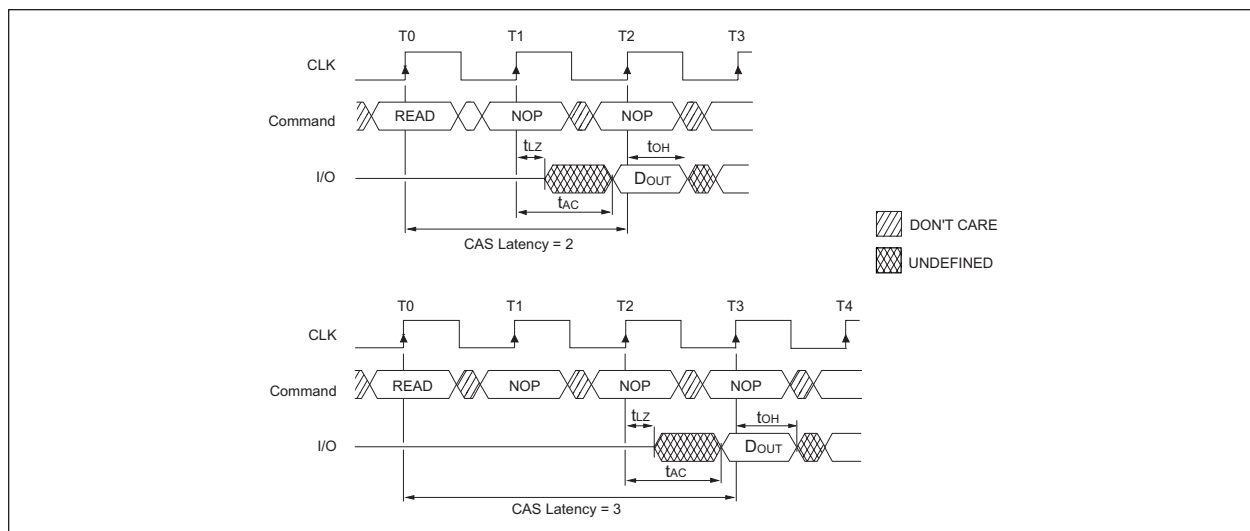 T0 T1 T2 T3
CLK
Command READ NOP NOP
tLZ tOH
I/O DOUT
tAC
CAS Latency = 2
DON'T CARE
UNDEFINED
T0 T1 T2 T3 T4
CLK
Command READ NOP NOP NOP
tLZ tOH
I/O DOUT
tAC
CAS Latency = 3